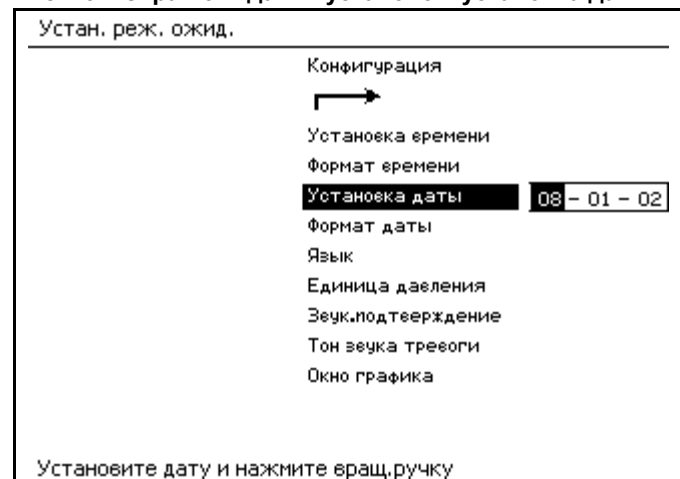 Устан. реж. ожид.
Конфигурация
Установка времени
Формат времени
Установка даты 08 – 01 – 02
Формат даты
Язык
Единица давления
Звук.подтверждение
Тон звука тревоги
Окно графика
Установите дату и нажмите вращ.ручку